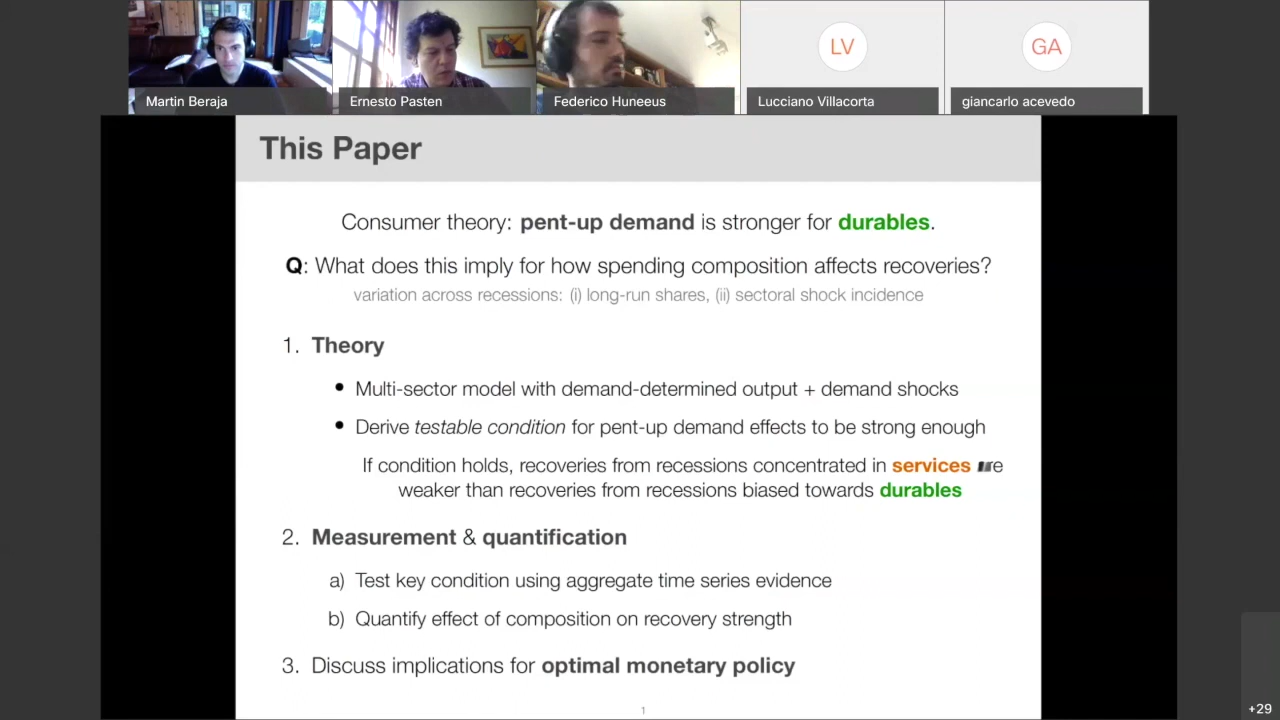 LV
GA
Martin Beraja
Ernesto Pasten
Federico Huneeus
Lucciano Villacorta
giancarlo acevedo
This Paper
Consumer theory: pent-up demand is stronger for durables.
Q: What does this imply for how spending composition affects recoveries?
variation across recessions: (i) long-run shares, (ii) sectoral shock incidence
1. Theory
• Multi-sector model with demand-determined output + demand shocks
• Derive testable condition for pent-up demand effects to be strong enough
If condition holds, recoveries from recessions concentrated in services
weaker than recoveries from recessions biased towards durables
2. Measurement & quantification
a) Test key condition using aggregate time series evidence
b) Quantify effect of composition on recovery strength
3. Discuss implications for optimal monetary policy
1
+29